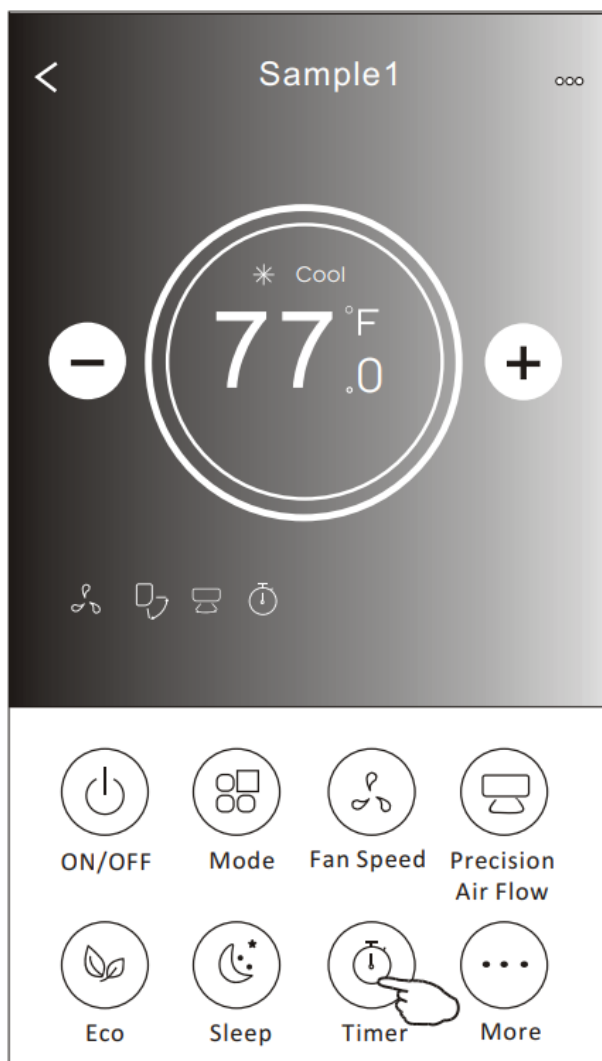 Sample1
Cool
77.0°F
ON/OFF
Mode
Fan Speed
Precision
Air Flow
Eco
Sleep
Timer
More